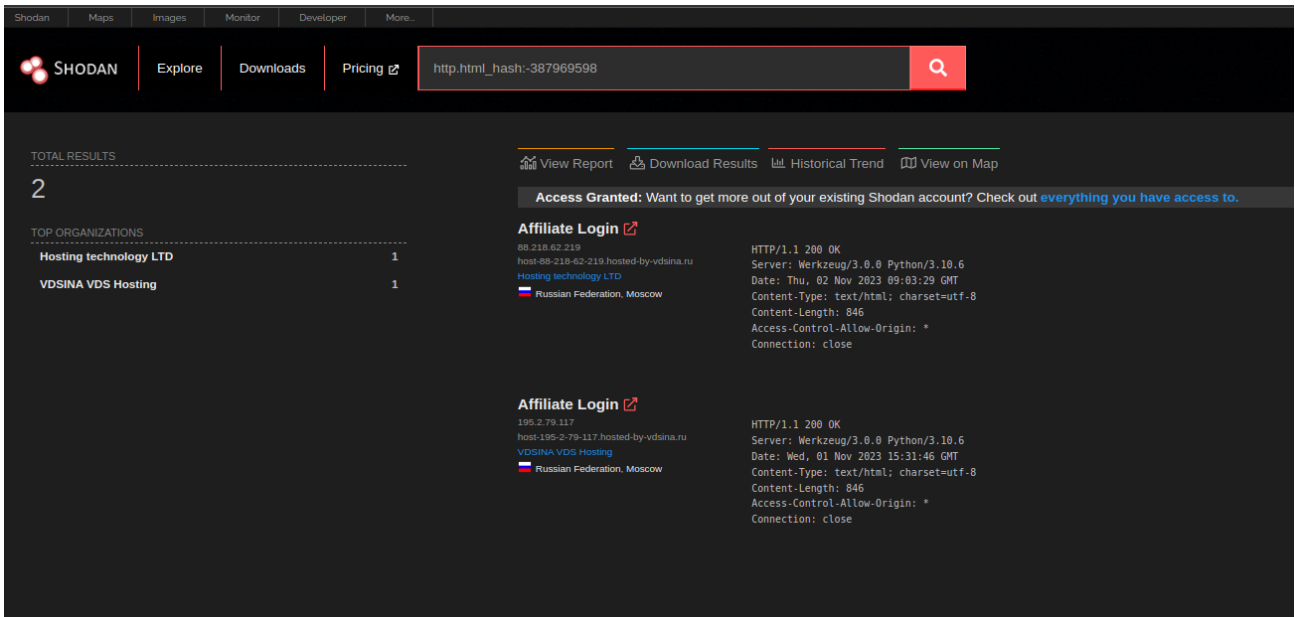 Shodan Maps Images Monitor Developer More...
SHODAN Explore Downloads Pricing http.html_hash:-387969598
TOTAL RESULTS
2
TOP ORGANIZATIONS
Hosting technology LTD 1
VDSINA VDS Hosting 1
View Report Download Results Historical Trend View on Map
Access Granted: Want to get more out of your existing Shodan account? Check out everything you have access to.
Affiliate Login
88.218.62.219
host-88-218-62-219.hosted-by-vdsina.ru
Hosting technology LTD
Russian Federation, Moscow
HTTP/1.1 200 OK
Server: Werkzeug/3.0.0 Python/3.10.6
Date: Thu, 02 Nov 2023 09:03:29 GMT
Content-Type: text/html; charset=utf-8
Content-Length: 846
Access-Control-Allow-Origin: *
Connection: close
Affiliate Login
195.2.79.117
host-195-2-79-117.hosted-by-vdsina.ru
VDSINA VDS Hosting
Russian Federation, Moscow
HTTP/1.1 200 OK
Server: Werkzeug/3.0.0 Python/3.10.6
Date: Wed, 01 Nov 2023 15:31:46 GMT
Content-Type: text/html; charset=utf-8
Content-Length: 846
Access-Control-Allow-Origin: *
Connection: close